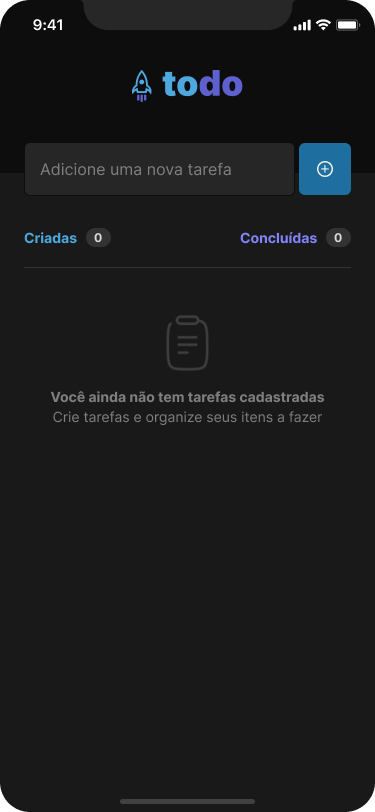 9:41
todo
Adicione uma nova tarefa
Criadas 0
Concluídas 0
Você ainda não tem tarefas cadastradas
Crie tarefas e organize seus itens a fazer